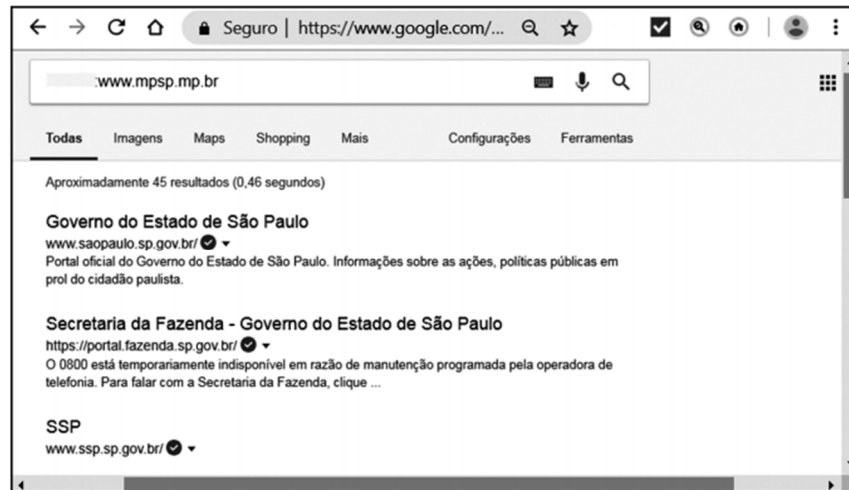 Seguro | https://www.google.com/...
:www.mpsp.mp.br
Todas Imagens Maps Shopping Mais Configurações Ferramentas
Aproximadamente 45 resultados (0,46 segundos)
Governo do Estado de São Paulo
www.saopaulo.sp.gov.br/
Portal oficial do Governo do Estado de São Paulo. Informações sobre as ações, políticas públicas em
prol do cidadão paulista.
Secretaria da Fazenda - Governo do Estado de São Paulo
https://portal.fazenda.sp.gov.br/
O 0800 está temporariamente indisponível em razão de manutenção programada pela operadora de
telefonia. Para falar com a Secretaria da Fazenda, clique ...
SSP
www.ssp.sp.gov.br/